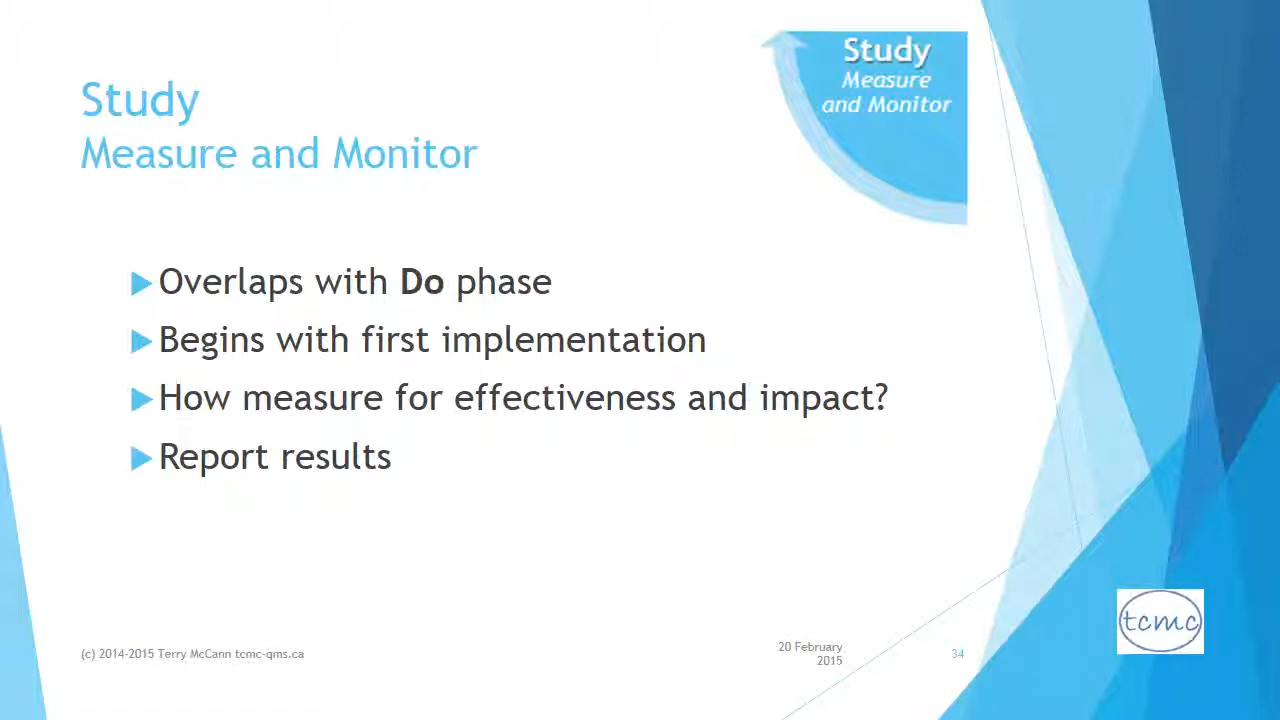 Study
Measure
and Monitor
Study
Measure and Monitor
Overlaps with Do phase
Begins with first implementation
How measure for effectiveness and impact?
Report results
tcmc
(c) 2014-2015 Terry McCann tcmc-qms.ca
20 February
2015
34